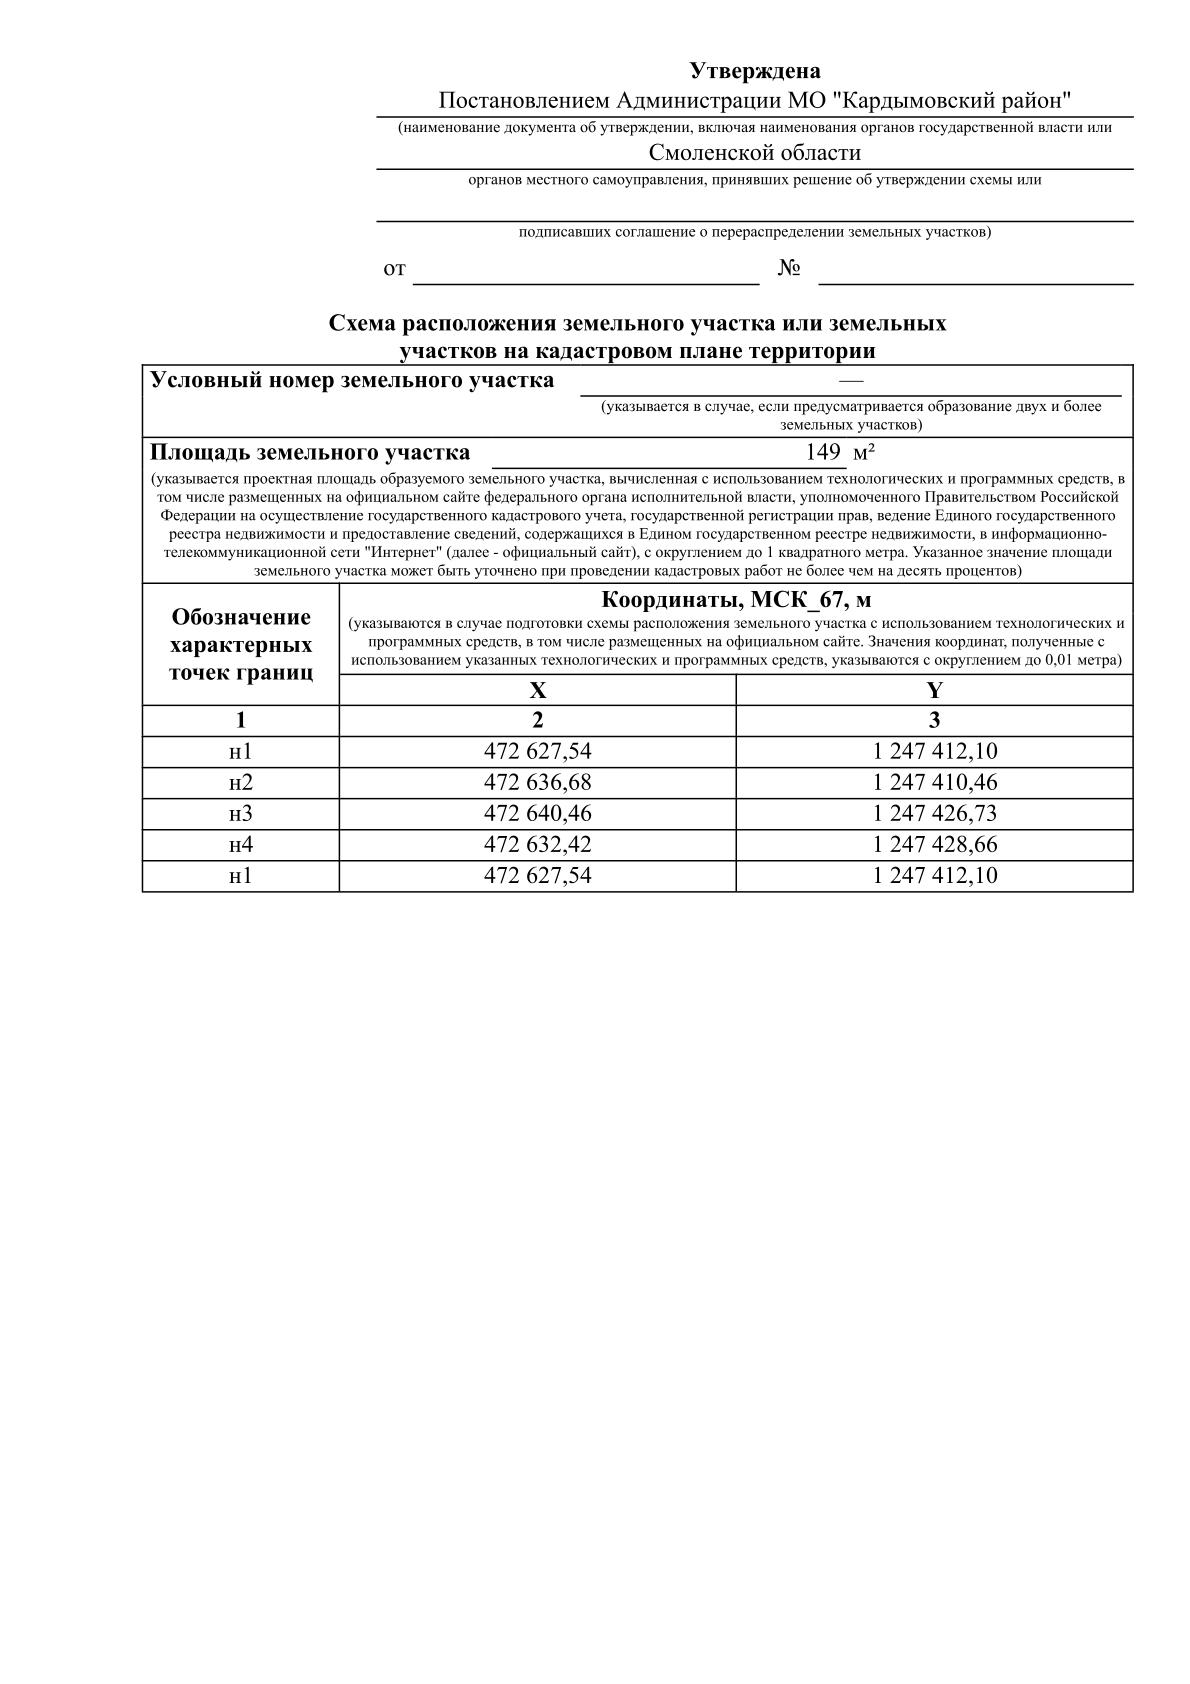 Утверждена
Постановлением Администрации МО "Кардымовский район"
(наименование документа об утверждении, включая наименования органов государственной власти или
Смоленской области
органов местного самоуправления, принявших решение об утверждении схемы или
подписавших соглашение о перераспределении земельных участков)
от №
Схема расположения земельного участка или земельных
участков на кадастровом плане территории
Условный номер земельного участка —
(указывается в случае, если предусматривается образование двух и более
земельных участков)
Площадь земельного участка 149 м²
(указывается проектная площадь образуемого земельного участка, вычисленная с использованием технологических и программных средств, в
том числе размещенных на официальном сайте федерального органа исполнительной власти, уполномоченного Правительством Российской
Федерации на осуществление государственного кадастрового учета, государственной регистрации прав, ведение Единого государственного
реестра недвижимости и предоставление сведений, содержащихся в Едином государственном реестре недвижимости, в информационно-
телекоммуникационной сети "Интернет" (далее - официальный сайт), с округлением до 1 квадратного метра. Указанное значение площади
земельного участка может быть уточнено при проведении кадастровых работ не более чем на десять процентов)
Обозначение
характерных
точек границ
Координаты, МСК_67, м
(указываются в случае подготовки схемы расположения земельного участка с использованием технологических и
программных средств, в том числе размещенных на официальном сайте. Значения координат, полученные с
использованием указанных технологических и программных средств, указываются с округлением до 0,01 метра)
X Y
1 2 3
н1 472 627,54 1 247 412,10
н2 472 636,68 1 247 410,46
н3 472 640,46 1 247 426,73
н4 472 632,42 1 247 428,66
н1 472 627,54 1 247 412,10